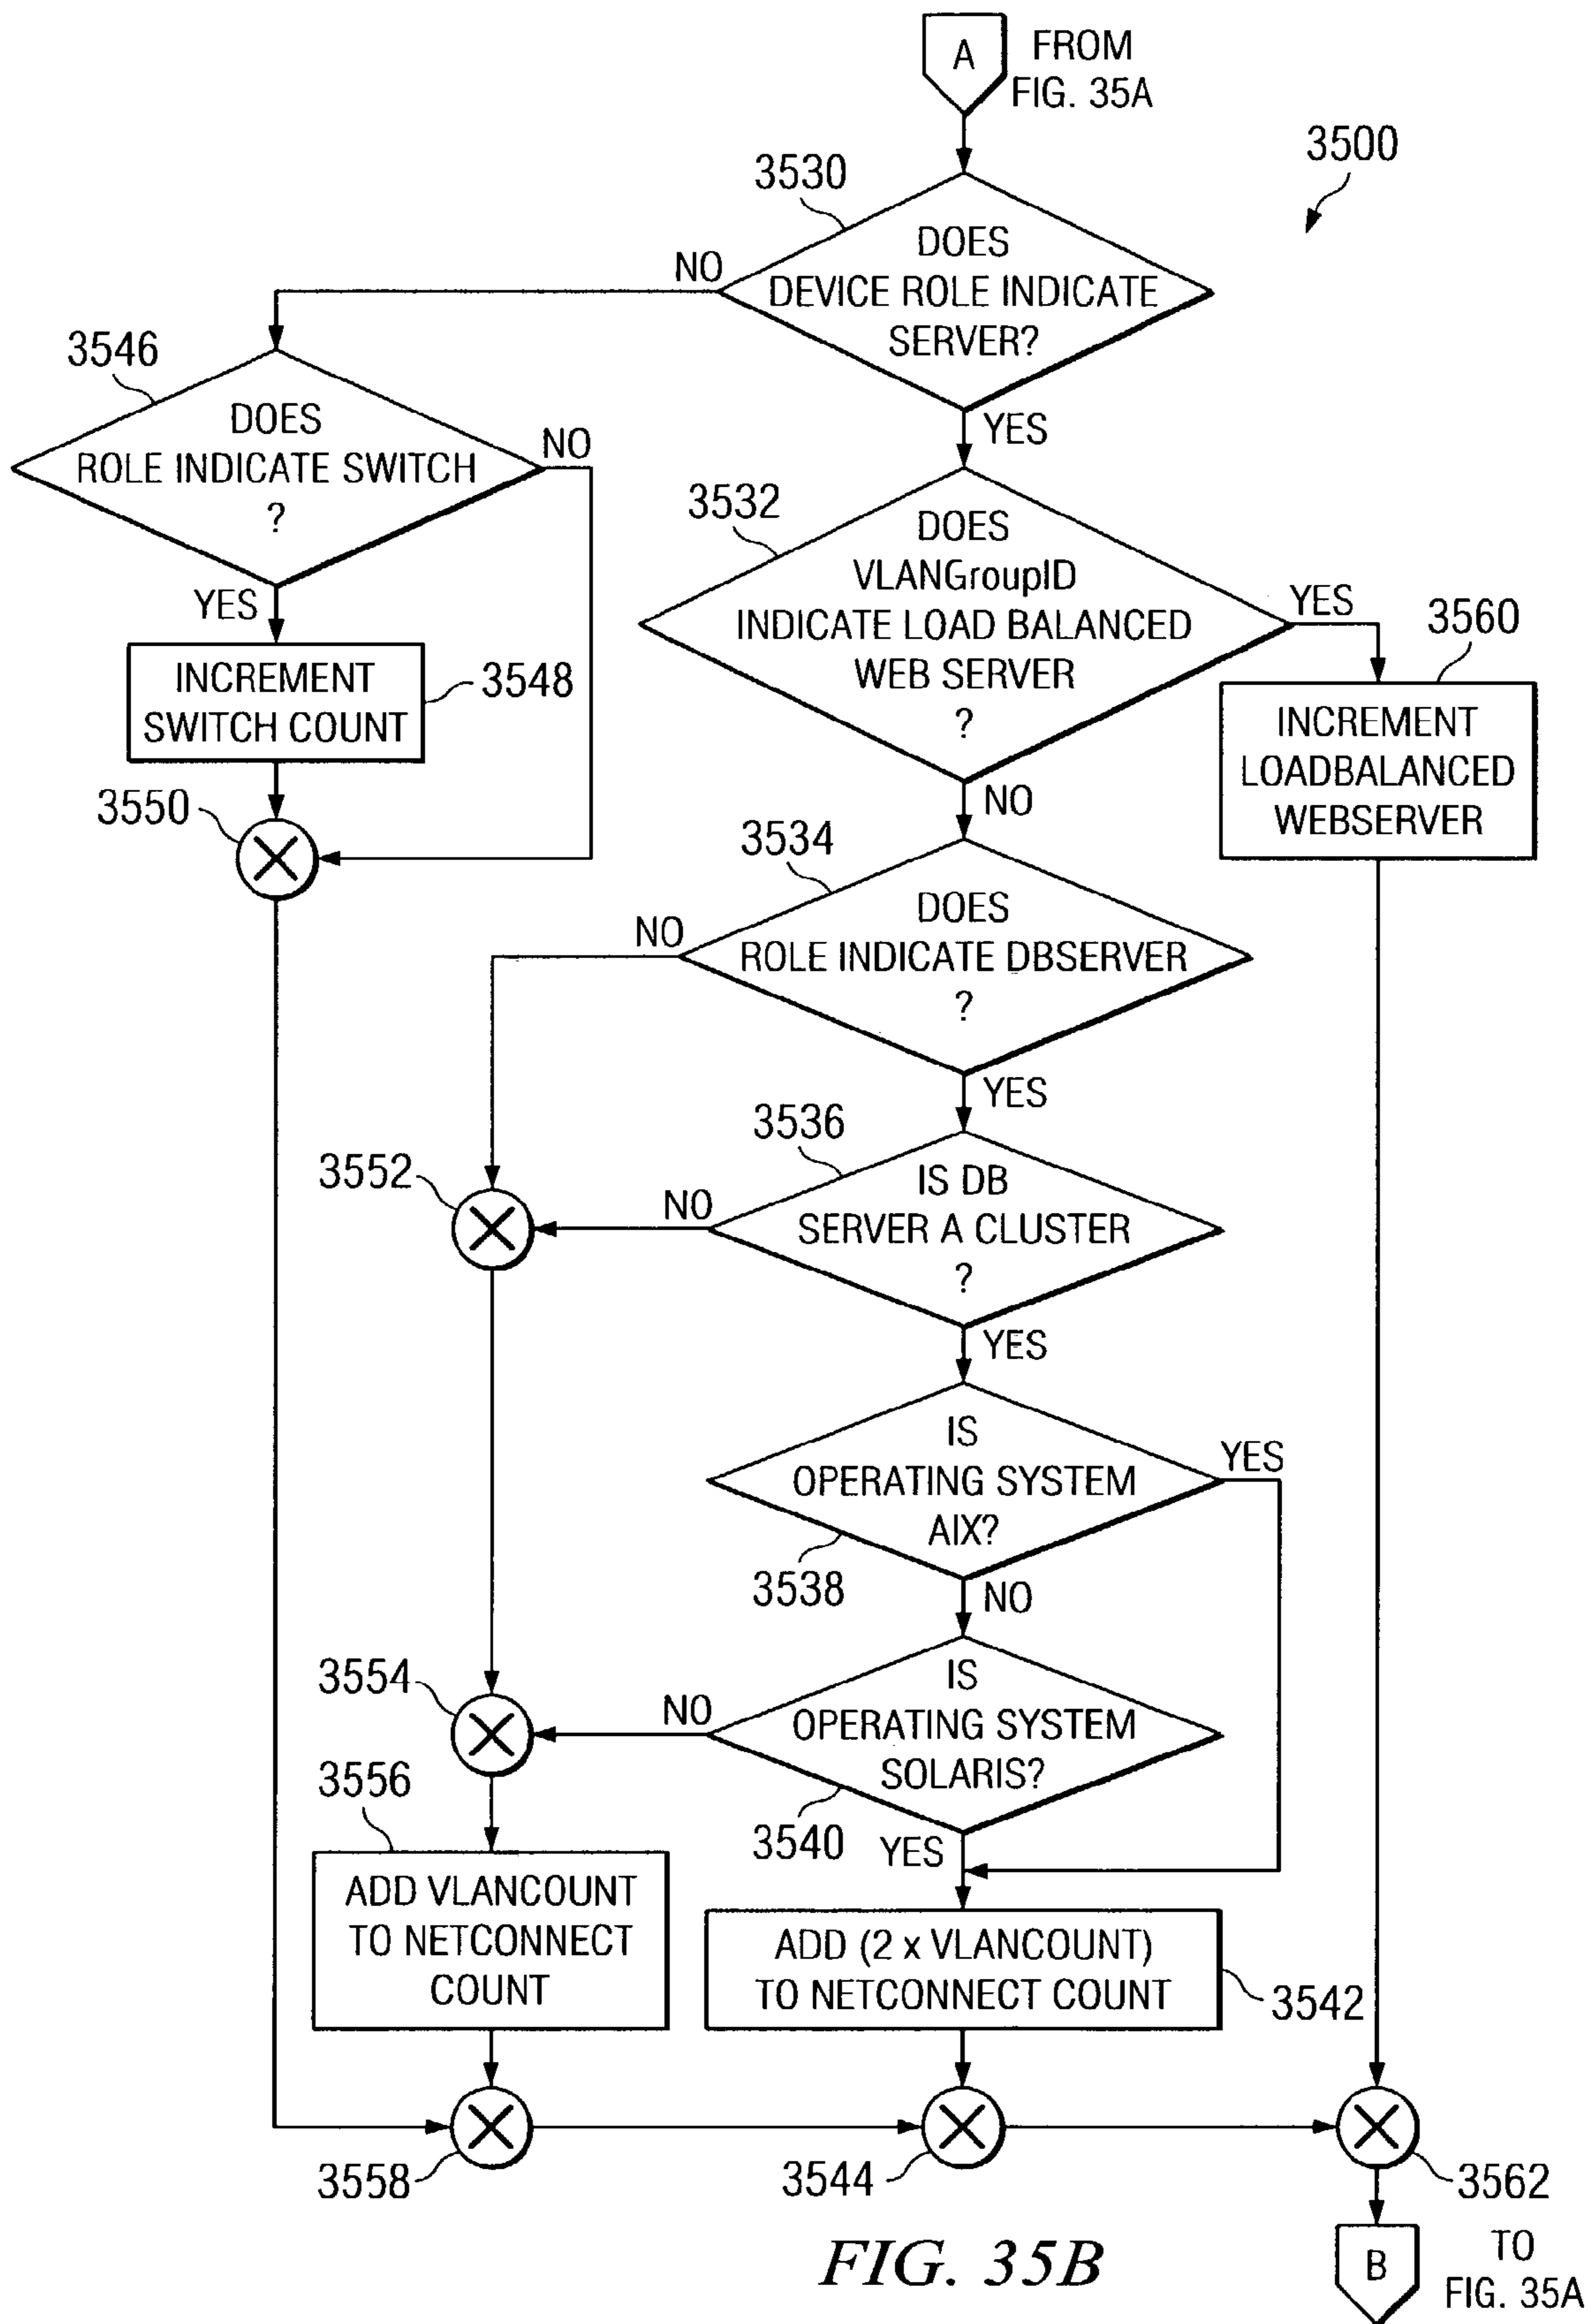 A
FROM
FIG. 35A
3500
3530
DOES
DEVICE ROLE INDICATE
SERVER?
NO
YES
3546
DOES
ROLE INDICATE SWITCH
?
NO
YES
3532
DOES
VLANGroupID
INDICATE LOAD BALANCED
WEB SERVER
?
YES
NO
3560
INCREMENT
LOADBALANCED
WEBSERVER
INCREMENT
SWITCH COUNT
3548
3550
3534
DOES
ROLE INDICATE DBSERVER
?
NO
YES
3536
IS DB
SERVER A CLUSTER
?
NO
YES
3552
IS
OPERATING SYSTEM
AIX?
YES
3538
NO
3554
IS
OPERATING SYSTEM
SOLARIS?
NO
3540
YES
3556
ADD VLANCOUNT
TO NETCONNECT
COUNT
ADD (2 x VLANCOUNT)
TO NETCONNECT COUNT
3542
3558
3544
3562
B
TO
FIG. 35A
FIG. 35B